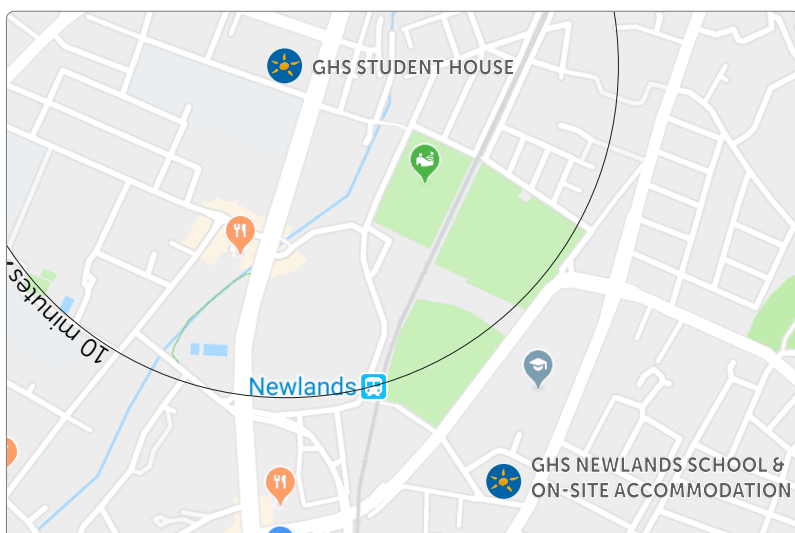 GHS STUDENT HOUSE
10 minutes
Newlands
GHS NEWLANDS SCHOOL &
ON-SITE ACCOMMODATION